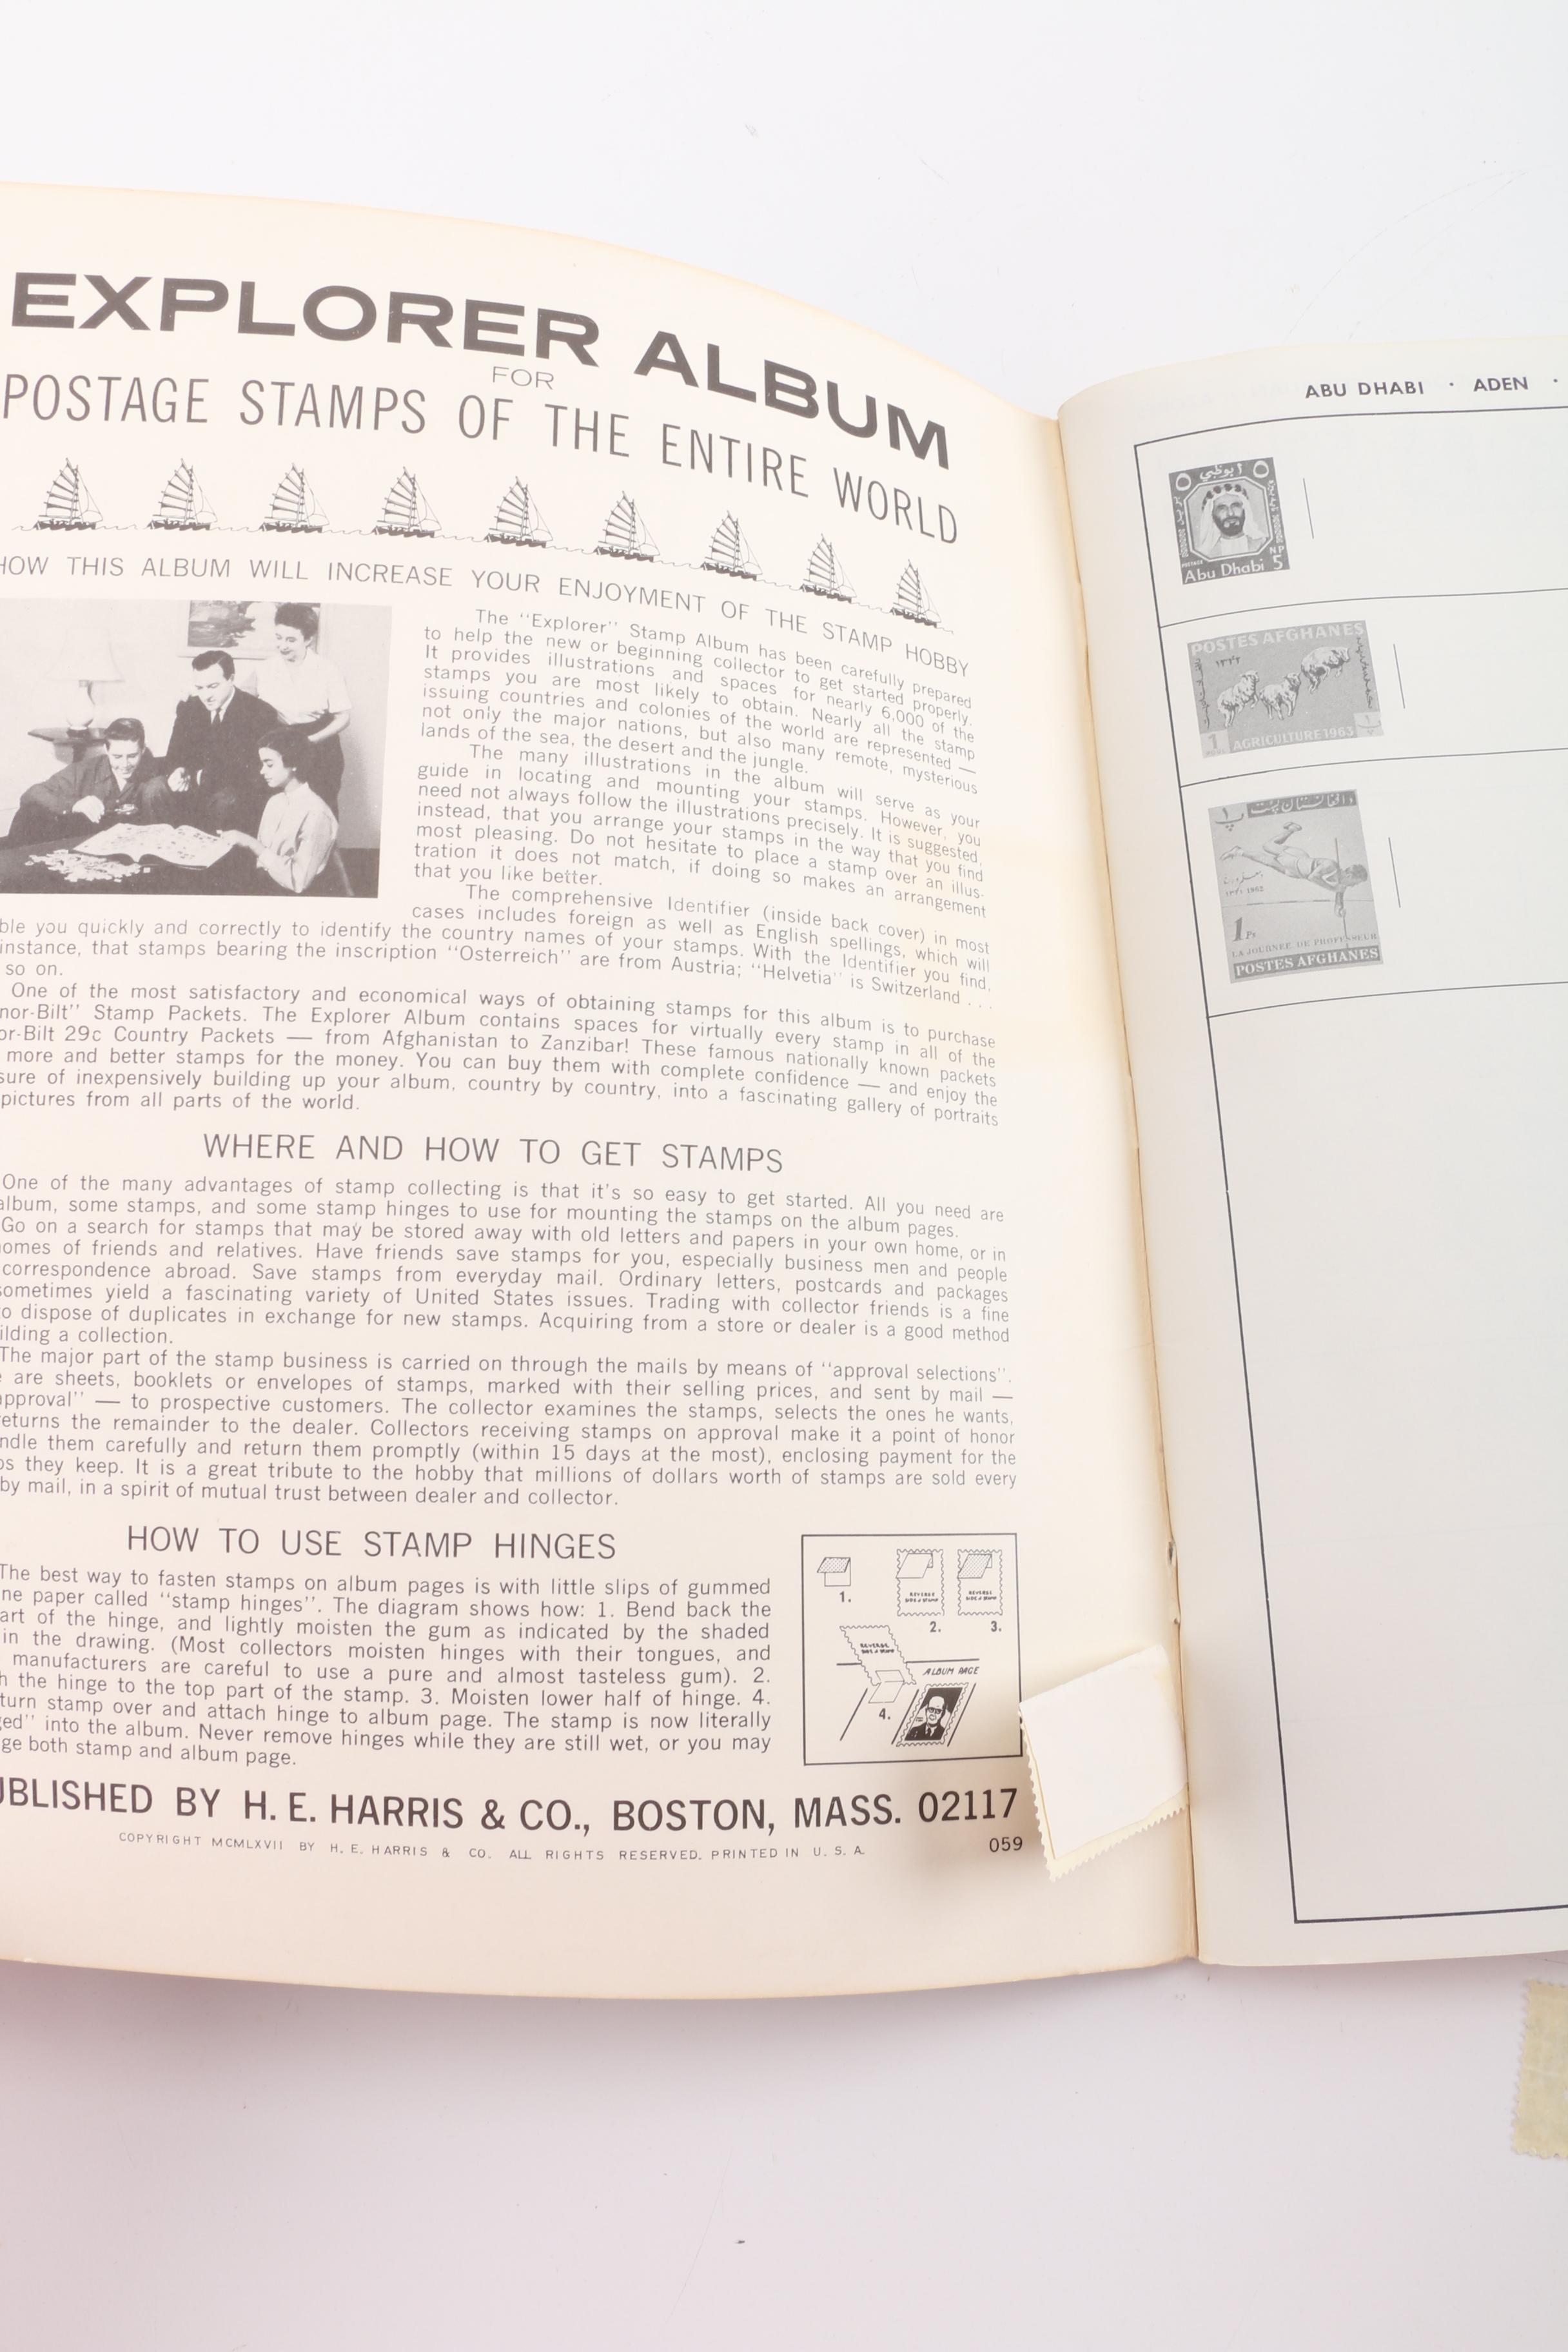 EXPLORER ALBUM
FOR
POSTAGE STAMPS OF THE ENTIRE WORLD
HOW THIS ALBUM WILL INCREASE YOUR ENJOYMENT OF THE STAMP HOBBY
The "Explorer" Stamp Album has been carefully prepared
to help the new or beginning collector to get started properly.
It provides illustrations and spaces for nearly 6,000 of the
stamps you are most likely to obtain. Nearly all the stamp
issuing countries and colonies of the world are represented —
not only the major nations, but also many remote, mysterious
lands of the sea, the desert and the jungle.
The many illustrations in the album will serve as your
guide in locating and mounting your stamps. However, you
need not always follow the illustrations precisely. It is suggested,
instead, that you arrange your stamps in the way that you find
most pleasing. Do not hesitate to place a stamp over an illus-
tration it does not match, if doing so makes an arrangement
that you like better.
The comprehensive Identifier (inside back cover) in most
cases includes foreign as well as English spellings, which will
ble you quickly and correctly to identify the country names of your stamps. With the Identifier you find,
instance, that stamps bearing the inscription "Osterreich" are from Austria; "Helvetia" is Switzerland . . .
so on.
One of the most satisfactory and economical ways of obtaining stamps for this album is to purchase
nor-Bilt" Stamp Packets. The Explorer Album contains spaces for virtually every stamp in all of the
or-Bilt 29c Country Packets — from Afghanistan to Zanzibar! These famous nationally known packets
more and better stamps for the money. You can buy them with complete confidence — and enjoy the
sure of inexpensively building up your album, country by country, into a fascinating gallery of portraits
pictures from all parts of the world.
WHERE AND HOW TO GET STAMPS
One of the many advantages of stamp collecting is that it's so easy to get started. All you need are
album, some stamps, and some stamp hinges to use for mounting the stamps on the album pages.
Go on a search for stamps that may be stored away with old letters and papers in your own home, or in
omes of friends and relatives. Have friends save stamps for you, especially business men and people
correspondence abroad. Save stamps from everyday mail. Ordinary letters, postcards and packages
sometimes yield a fascinating variety of United States issues. Trading with collector friends is a fine
to dispose of duplicates in exchange for new stamps. Acquiring from a store or dealer is a good method
ilding a collection.
The major part of the stamp business is carried on through the mails by means of "approval selections".
are sheets, booklets or envelopes of stamps, marked with their selling prices, and sent by mail —
approval" — to prospective customers. The collector examines the stamps, selects the ones he wants,
eturns the remainder to the dealer. Collectors receiving stamps on approval make it a point of honor
ndle them carefully and return them promptly (within 15 days at the most), enclosing payment for the
ps they keep. It is a great tribute to the hobby that millions of dollars worth of stamps are sold every
by mail, in a spirit of mutual trust between dealer and collector.
HOW TO USE STAMP HINGES
The best way to fasten stamps on album pages is with little slips of gummed
ne paper called "stamp hinges". The diagram shows how: 1. Bend back the
art of the hinge, and lightly moisten the gum as indicated by the shaded
in the drawing. (Most collectors moisten hinges with their tongues, and
manufacturers are careful to use a pure and almost tasteless gum). 2.
h the hinge to the top part of the stamp. 3. Moisten lower half of hinge. 4.
turn stamp over and attach hinge to album page. The stamp is now literally
ged" into the album. Never remove hinges while they are still wet, or you may
ge both stamp and album page.
1.
REVERSE
SIDE of STAMP
2.
REVERSE
SIDE of STAMP
3.
REVERSE
SIDE of STAMP
ALBUM PAGE
4.
UBLISHED BY H. E. HARRIS & CO., BOSTON, MASS. 02117
COPYRIGHT MCMLXVII BY H. E. HARRIS & CO. ALL RIGHTS RESERVED. PRINTED IN U. S. A.
059
ABU DHABI · ADEN ·
أبوظبي
POSTAGE
NP
Abu Dhabi 5
POSTES AFGHANES
1
AGRICULTURE 1963
1962
1 Ps
LA JOURNÉE DE PROFESSEUR
POSTES AFGHANES